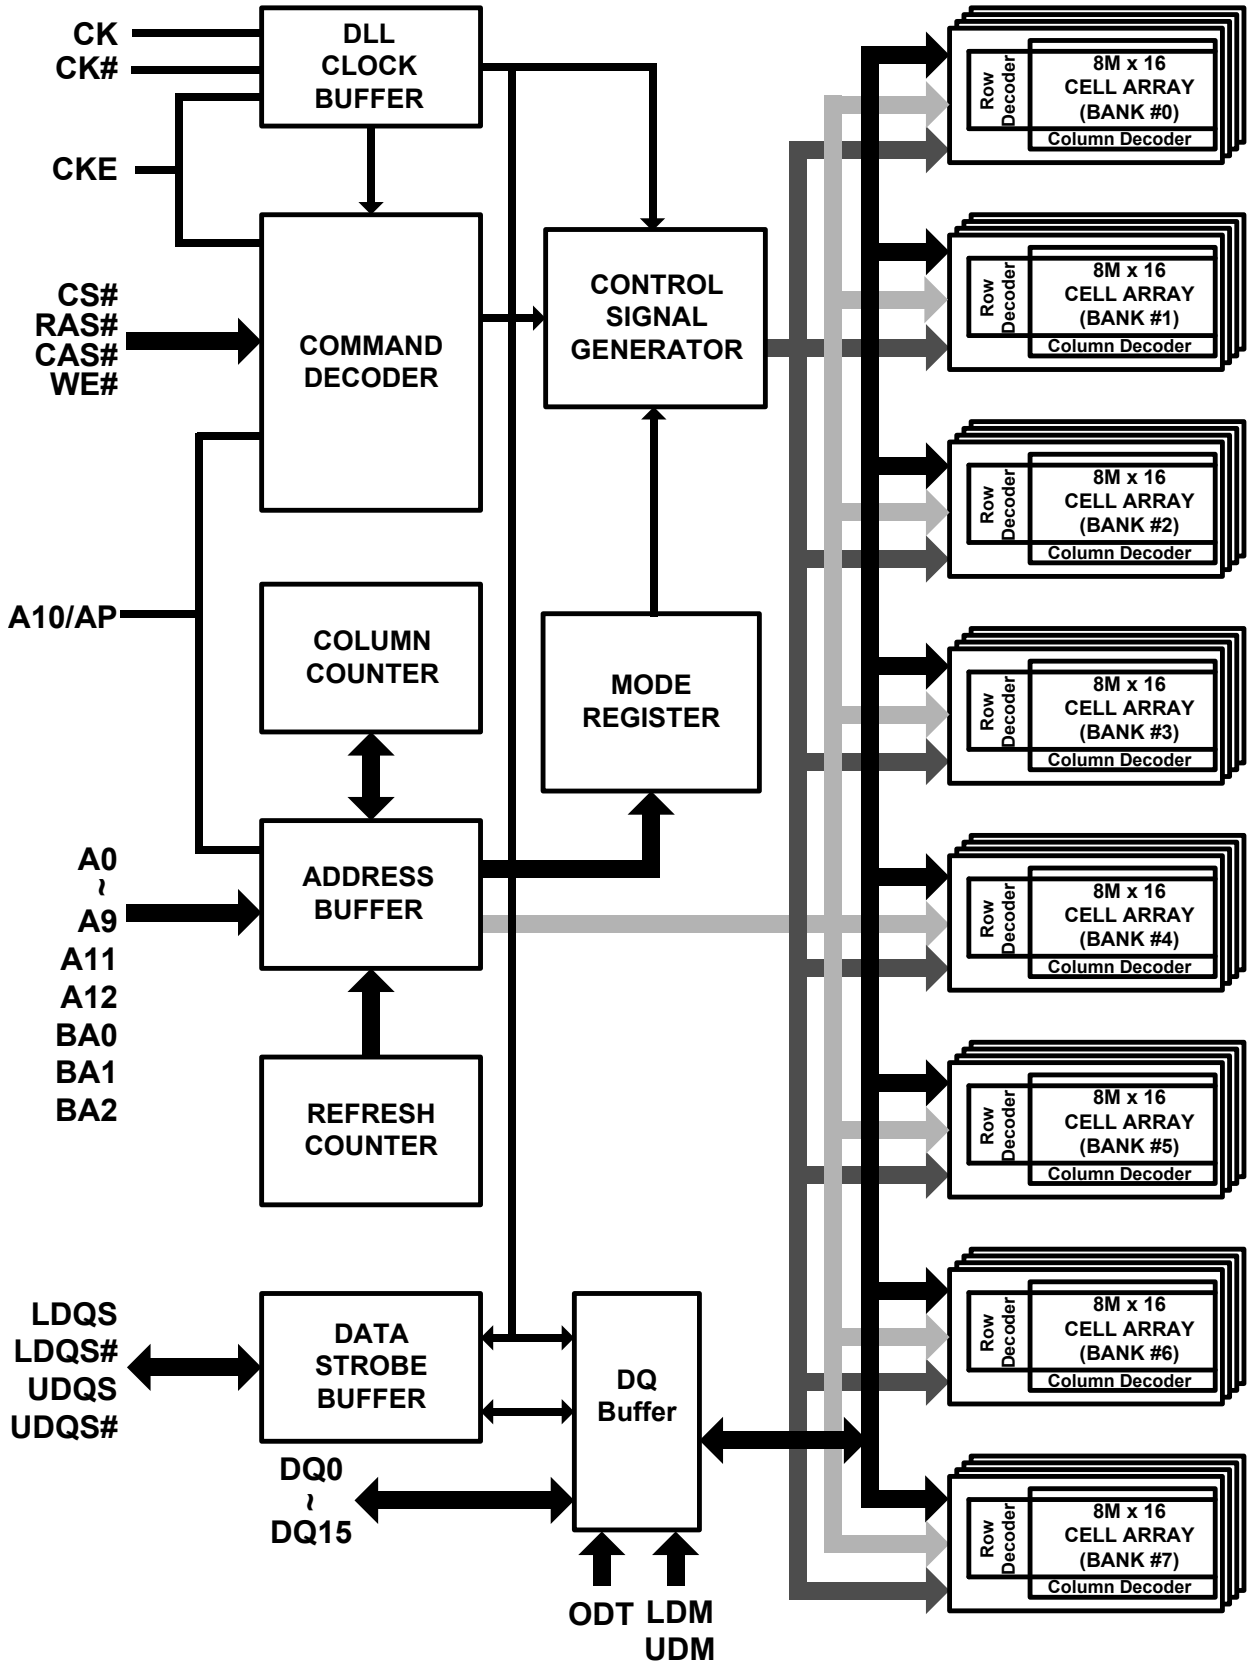 CK
CK#
CKE
CS#
RAS#
CAS#
WE#
A10/AP
A0
~
A9
A11
A12
BA0
BA1
BA2
LDQS
LDQS#
UDQS
UDQS#
DQ0
~
DQ15
DLL
CLOCK
BUFFER
COMMAND
DECODER
CONTROL
SIGNAL
GENERATOR
COLUMN
COUNTER
MODE
REGISTER
ADDRESS
BUFFER
REFRESH
COUNTER
DATA
STROBE
BUFFER
DQ
Buffer
ODT
LDM
UDM
Row
Decoder
8M x 16
CELL ARRAY
(BANK #0)
Column Decoder
Row
Decoder
8M x 16
CELL ARRAY
(BANK #1)
Column Decoder
Row
Decoder
8M x 16
CELL ARRAY
(BANK #2)
Column Decoder
Row
Decoder
8M x 16
CELL ARRAY
(BANK #3)
Column Decoder
Row
Decoder
8M x 16
CELL ARRAY
(BANK #4)
Column Decoder
Row
Decoder
8M x 16
CELL ARRAY
(BANK #5)
Column Decoder
Row
Decoder
8M x 16
CELL ARRAY
(BANK #6)
Column Decoder
Row
Decoder
8M x 16
CELL ARRAY
(BANK #7)
Column Decoder